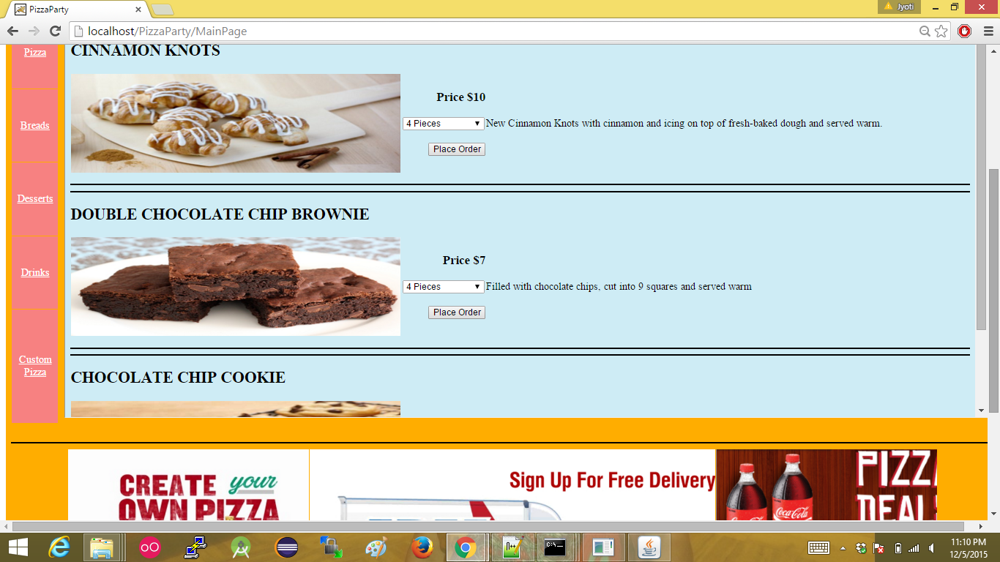 PizzaParty
Jyoti
localhost/PizzaParty/MainPage
Pizza
Breads
Desserts
Drinks
Custom
Pizza
CINNAMON KNOTS
Price $10
4 Pieces
New Cinnamon Knots with cinnamon and icing on top of fresh-baked dough and served warm.
Place Order
DOUBLE CHOCOLATE CHIP BROWNIE
Price $7
4 Pieces
Filled with chocolate chips, cut into 9 squares and served warm
Place Order
CHOCOLATE CHIP COOKIE
CREATE your
OWN PIZZA
Sign Up For Free Delivery
Coca-Cola
Coca-Cola
PIZZ
DEAL
11:10 PM
12/5/2015